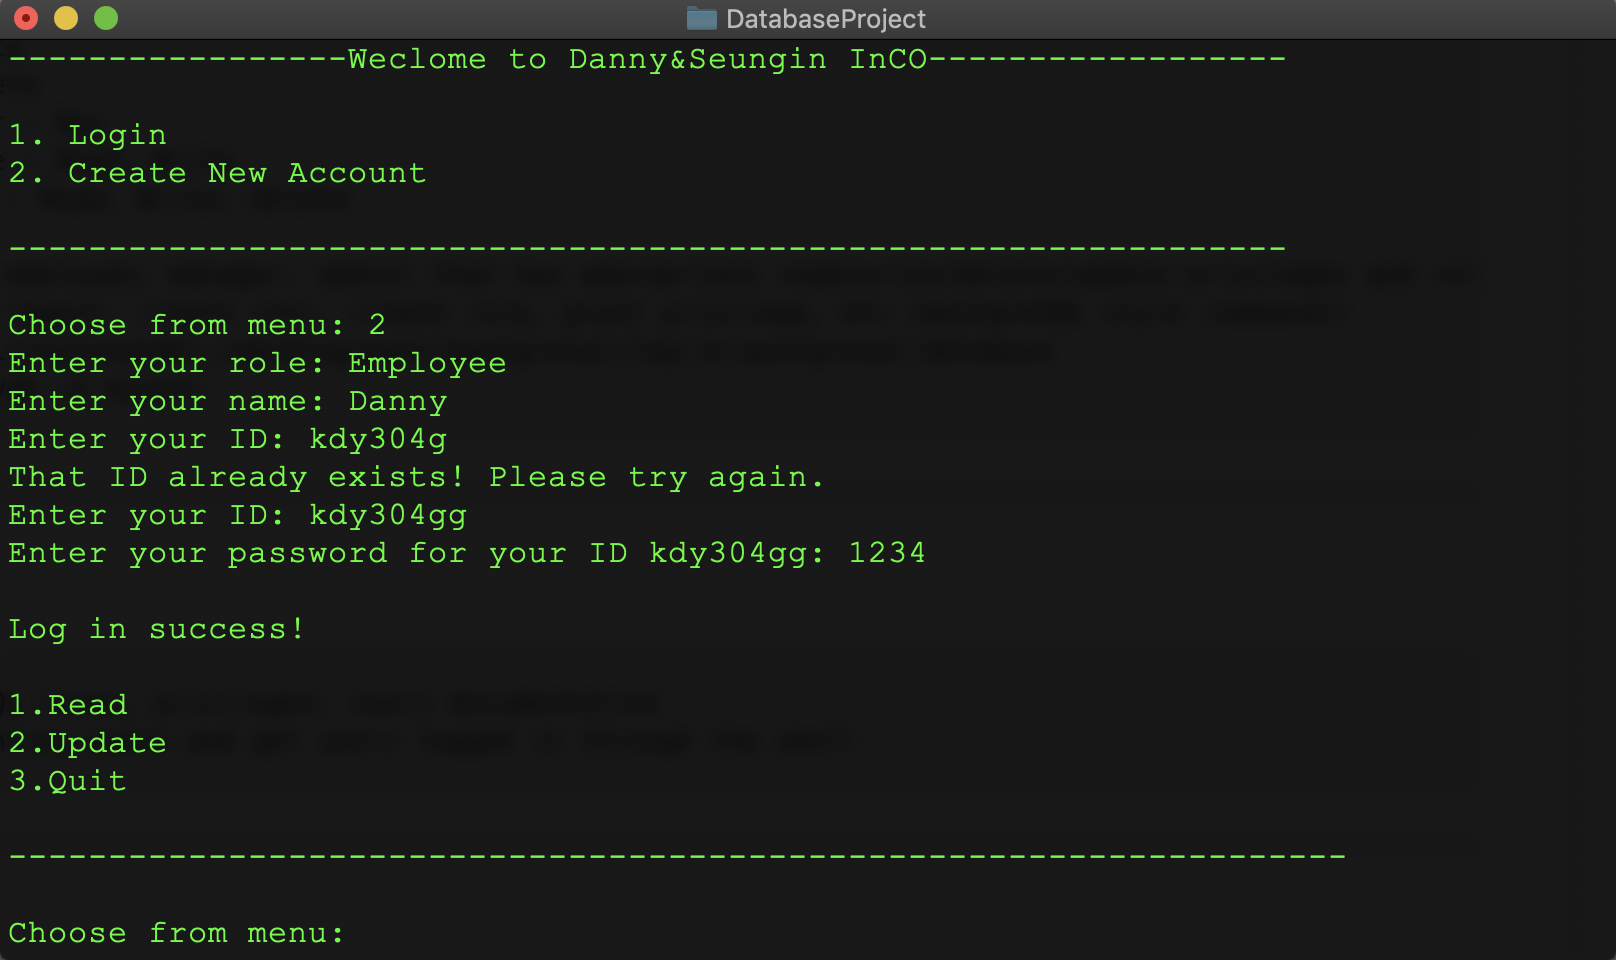 DatabaseProject
-----------------Weclome to Danny&Seungin InCO------------------
1. Login
2. Create New Account
----------------------------------------------------------------
Choose from menu: 2
Enter your role: Employee
Enter your name: Danny
Enter your ID: kdy304g
That ID already exists! Please try again.
Enter your ID: kdy304gg
Enter your password for your ID kdy304gg: 1234
Log in success!
1.Read
2.Update
3.Quit
-------------------------------------------------------------------
Choose from menu: